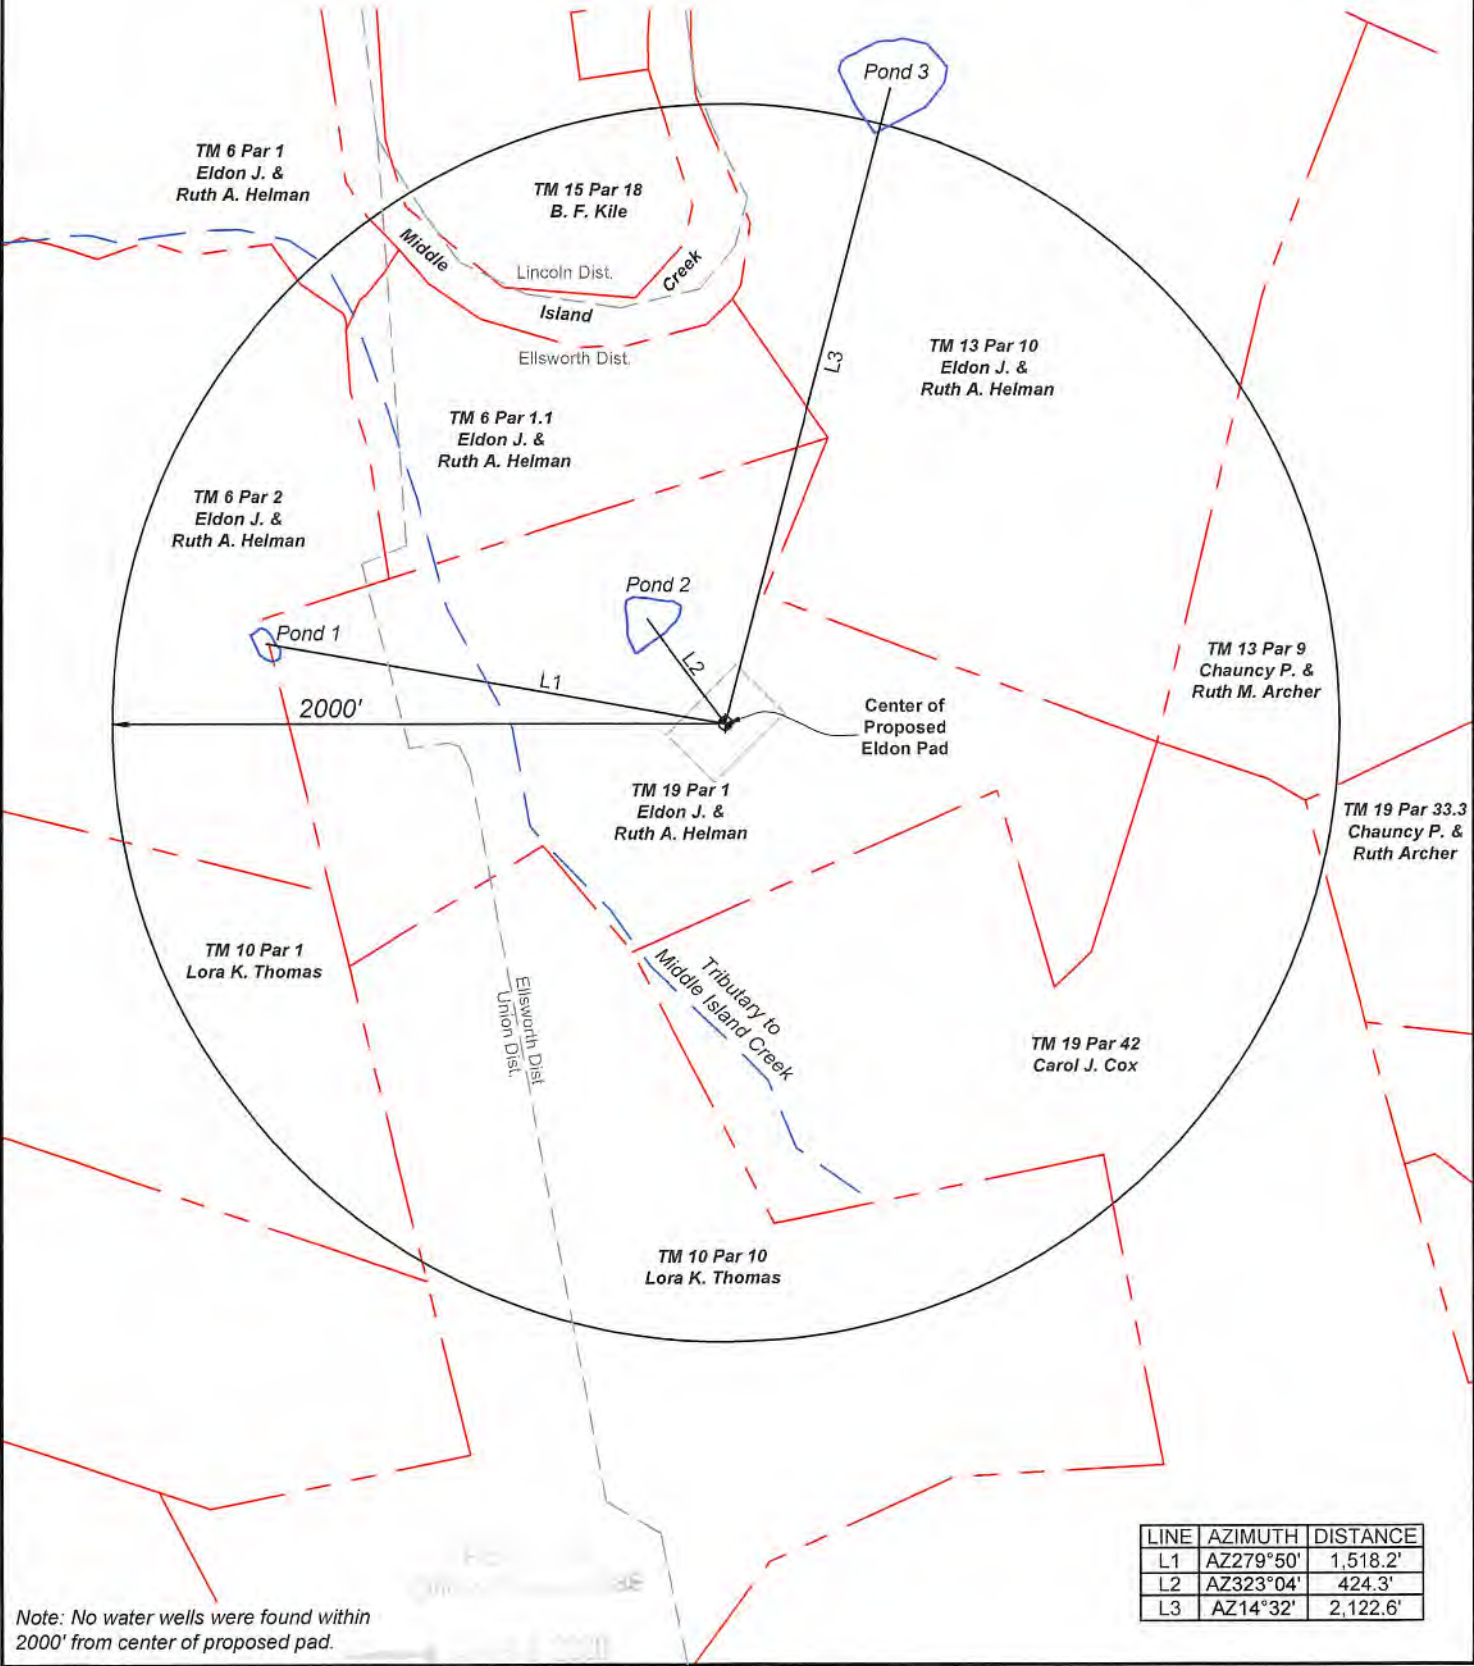 Pond 3
TM 6 Par 1
Eldon J. &
Ruth A. Helman
TM 15 Par 18
B. F. Kile
Middle
Island
Creek
Lincoln Dist.
Ellsworth Dist.
L3
TM 13 Par 10
Eldon J. &
Ruth A. Helman
TM 6 Par 1.1
Eldon J. &
Ruth A. Helman
TM 6 Par 2
Eldon J. &
Ruth A. Helman
Pond 2
Pond 1
L2
L1
2000'
TM 13 Par 9
Chauncy P. &
Ruth M. Archer
Center of
Proposed
Eldon Pad
TM 19 Par 1
Eldon J. &
Ruth A. Helman
TM 19 Par 33.3
Chauncy P. &
Ruth Archer
TM 10 Par 1
Lora K. Thomas
Ellsworth Dist
Union Dist.
Tributary to
Middle Island Creek
TM 19 Par 42
Carol J. Cox
TM 10 Par 10
Lora K. Thomas
LINE AZIMUTH DISTANCE
L1 AZ279°50' 1,518.2'
L2 AZ323°04' 424.3'
L3 AZ14°32' 2,122.6'
Note: No water wells were found within
2000' from center of proposed pad.